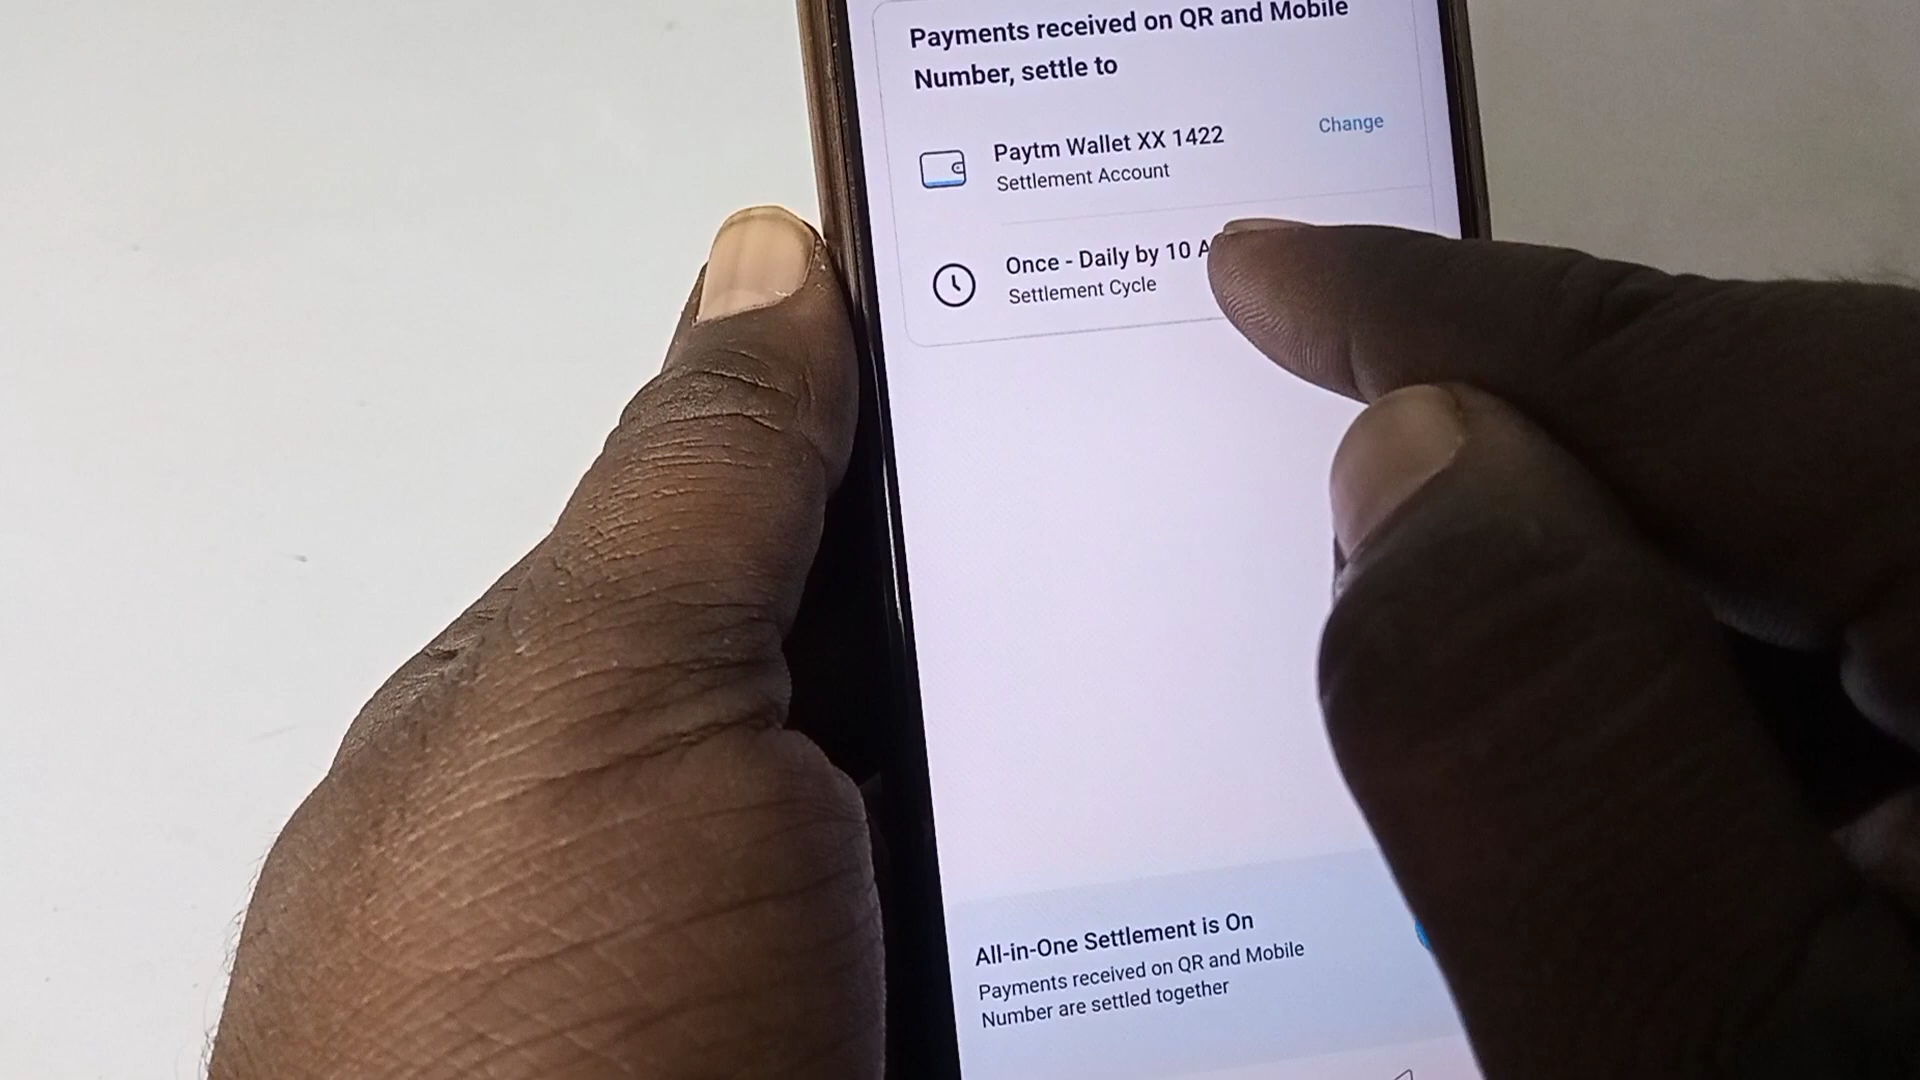 Payments received on QR and Mobile
Number, settle to
Paytm Wallet XX 1422
Change
Settlement Account
Once - Daily by 10 A
Settlement Cycle
All-in-One Settlement is On
Payments received on QR and Mobile
Number are settled together